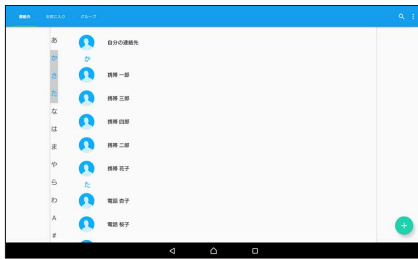 連絡先 お気に入り グループ
あ
か
さ
た
な
は
ま
や
ら
わ
A
#
自分の連絡先
か
携帯 一郎
携帯 三郎
携帯 四郎
携帯 二郎
携帯 花子
た
電話 杏子
電話 桜子